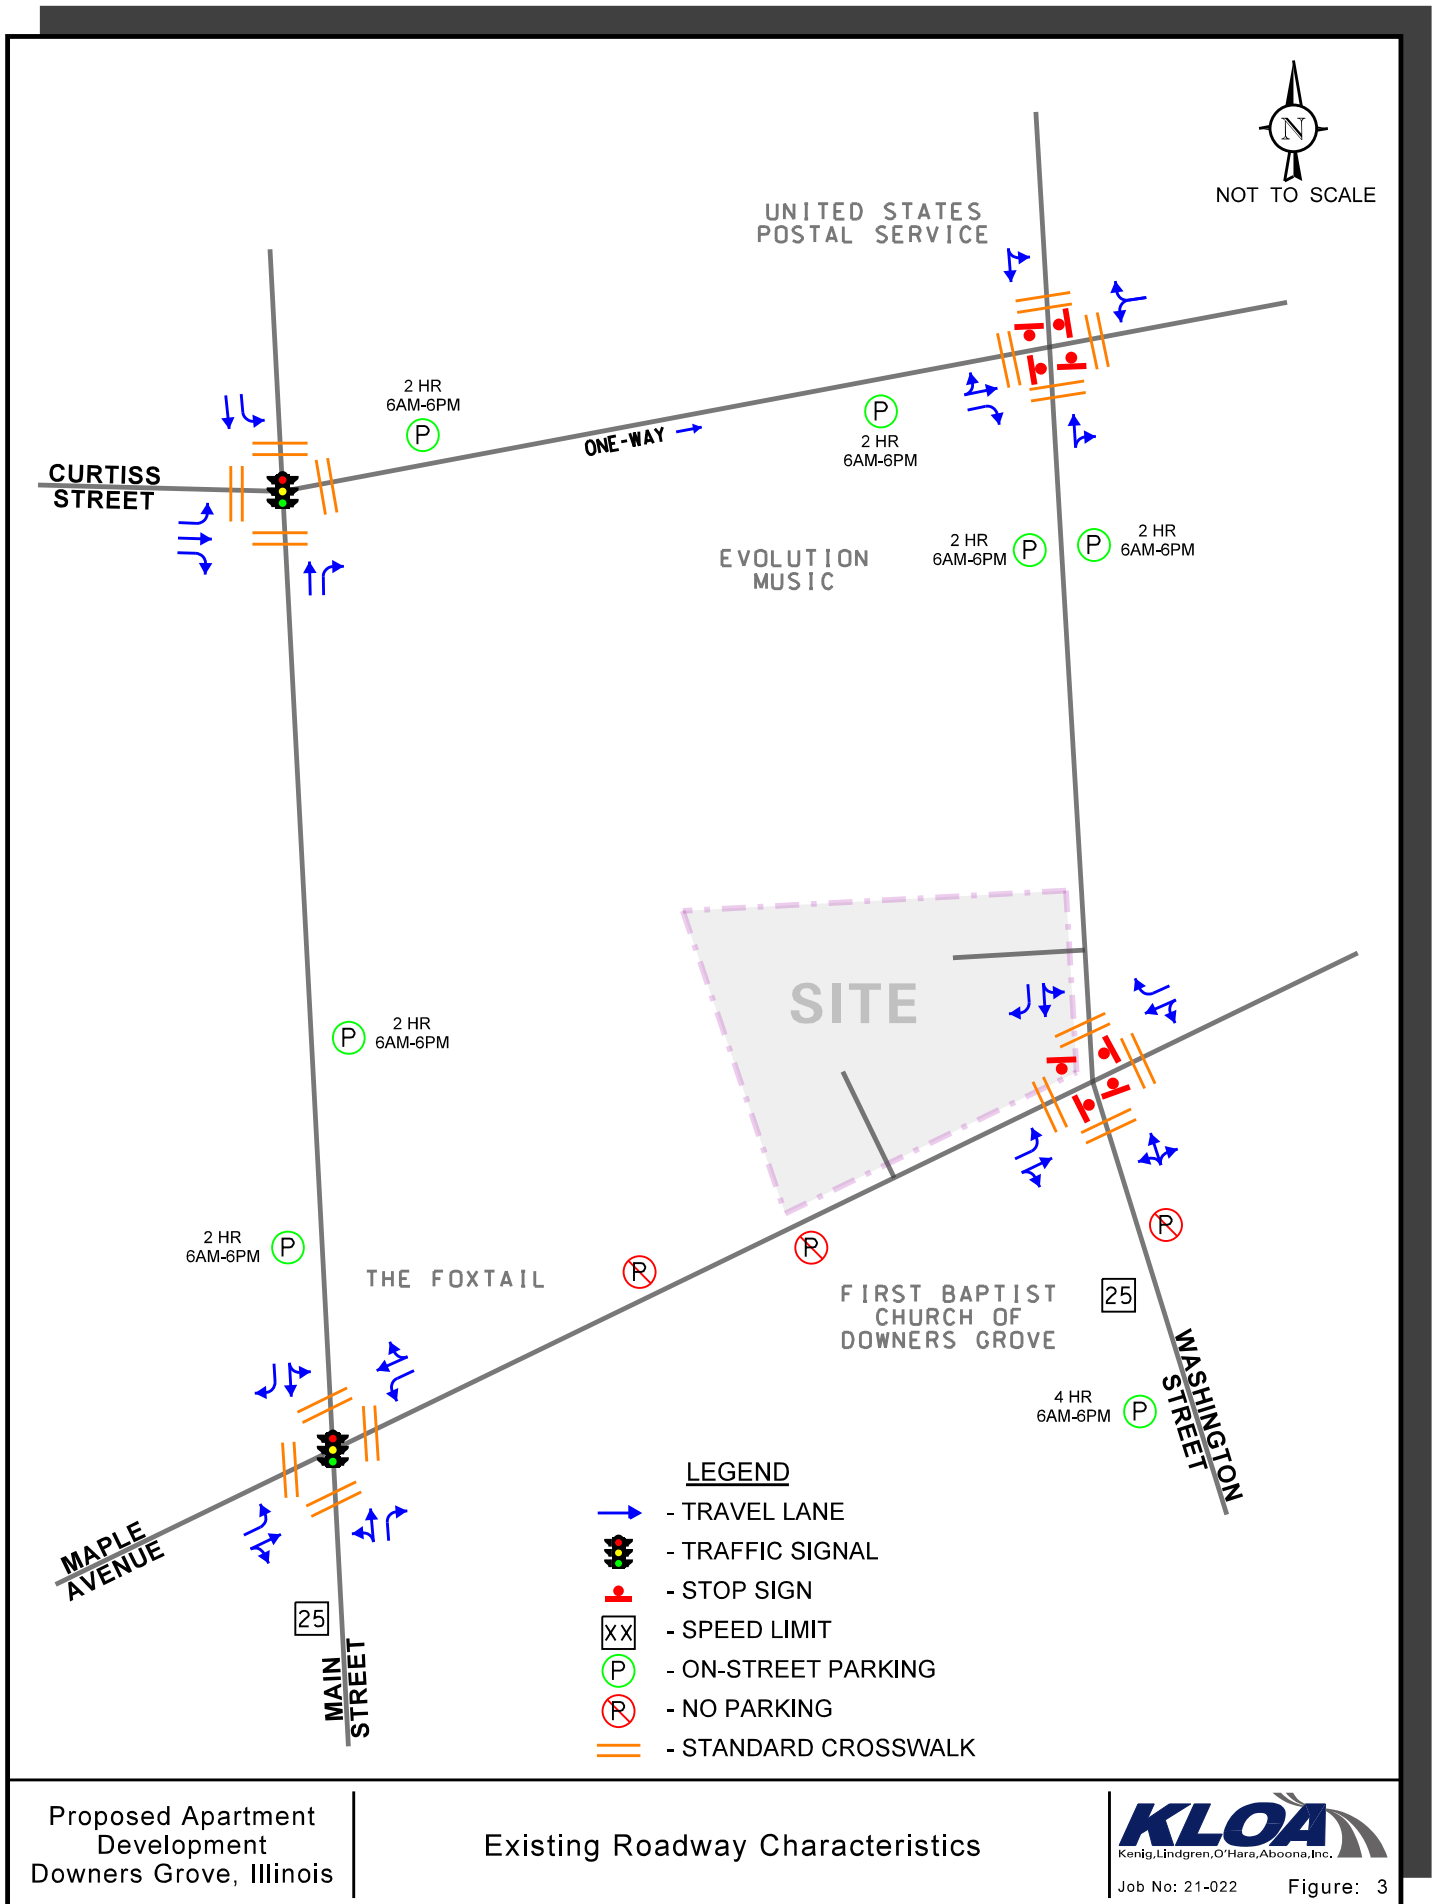 N
NOT TO SCALE
UNITED STATES
POSTAL SERVICE
2 HR
6AM-6PM
P
ONE-WAY
P
2 HR
6AM-6PM
CURTISS
STREET
EVOLUTION
MUSIC
2 HR
6AM-6PM
P
P
2 HR
6AM-6PM
SITE
P
2 HR
6AM-6PM
2 HR
6AM-6PM
P
THE FOXTAIL
P
P
P
FIRST BAPTIST
CHURCH OF
DOWNERS GROVE
25
WASHINGTON
STREET
4 HR
6AM-6PM
P
MAPLE
AVENUE
25
MAIN
STREET
LEGEND
- TRAVEL LANE
- TRAFFIC SIGNAL
- STOP SIGN
XX - SPEED LIMIT
P - ON-STREET PARKING
P - NO PARKING
- STANDARD CROSSWALK
Proposed Apartment
Development
Downers Grove, Illinois
Existing Roadway Characteristics
KLOA
Kenig,Lindgren,O'Hara,Aboona,Inc.
Job No: 21-022 Figure: 3